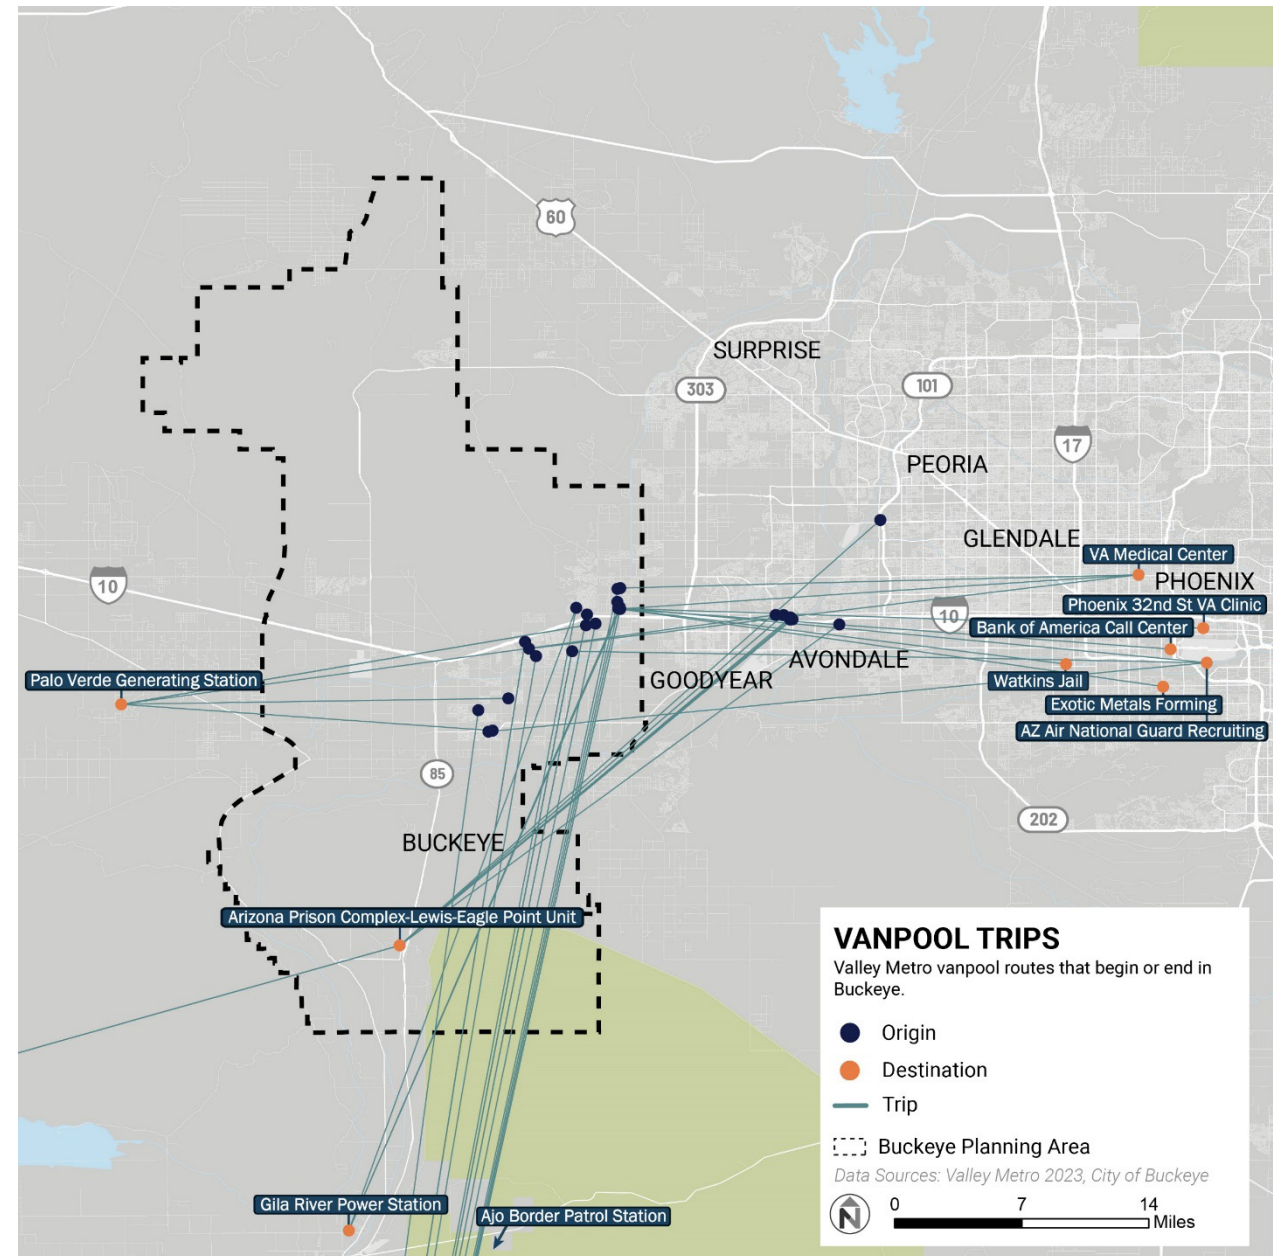 60
SURPRISE
303
101
17
PEORIA
GLENDALE
VA Medical Center
10
PHOENIX
Phoenix 32nd St VA Clinic
10
Bank of America Call Center
AVONDALE
Palo Verde Generating Station
GOODYEAR
Watkins Jail
Exotic Metals Forming
AZ Air National Guard Recruiting
85
202
BUCKEYE
Arizona Prison Complex-Lewis-Eagle Point Unit
VANPOOL TRIPS
Valley Metro vanpool routes that begin or end in
Buckeye.
Origin
Destination
Trip
Buckeye Planning Area
Data Sources: Valley Metro 2023, City of Buckeye
N
0 7 14
Miles
Gila River Power Station
Ajo Border Patrol Station